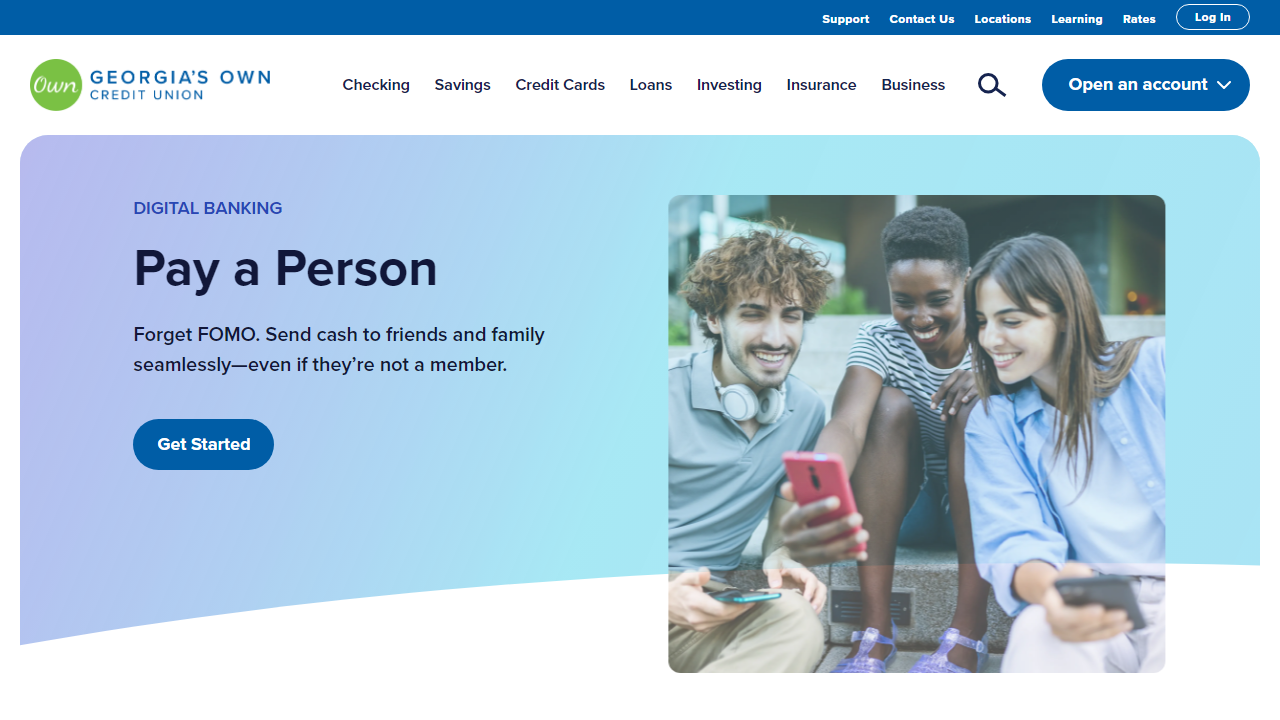 Support Contact Us Locations Learning Rates Log In
Own GEORGIA'S OWN
CREDIT UNION
Checking Savings Credit Cards Loans Investing Insurance Business Open an account
DIGITAL BANKING
Pay a Person
Forget FOMO. Send cash to friends and family
seamlessly—even if they’re not a member.
Get Started